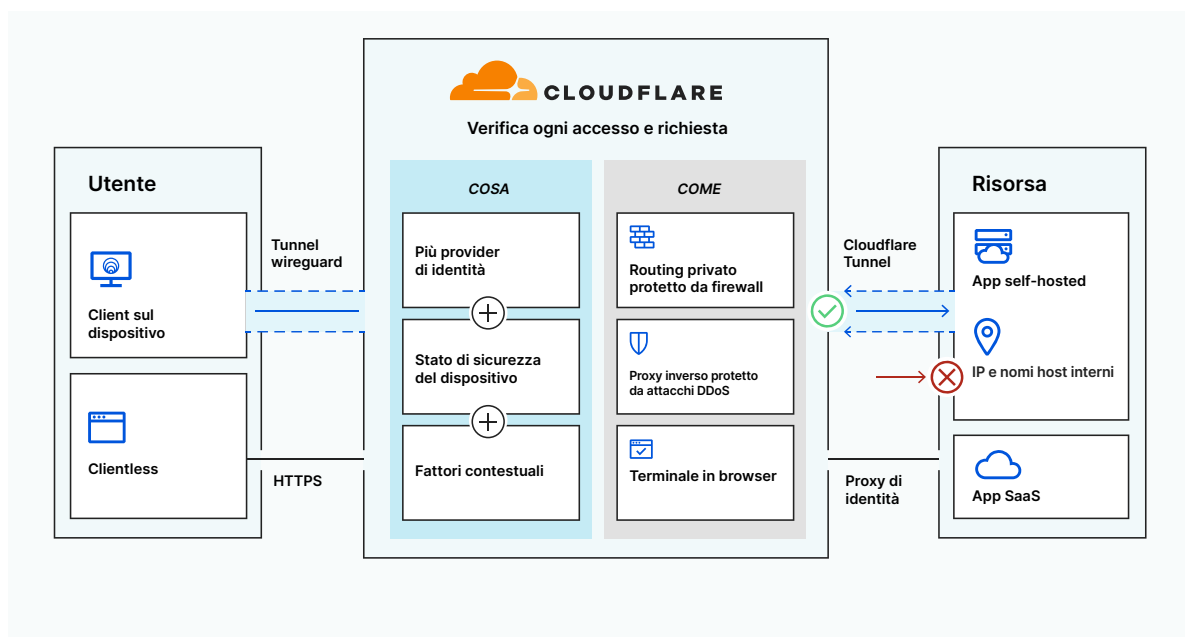 CLOUDFLARE
Verifica ogni accesso e richiesta
Utente
Client sul
dispositivo
Clientless
Tunnel
wireguard
HTTPS
COSA
Più provider
di identità
Stato di sicurezza
del dispositivo
Fattori contestuali
COME
Routing privato
protetto da firewall
Proxy inverso protetto
da attacchi DDoS
Terminale in browser
Cloudflare
Tunnel
Proxy di
identità
Risorsa
App self-hosted
IP e nomi host interni
App SaaS